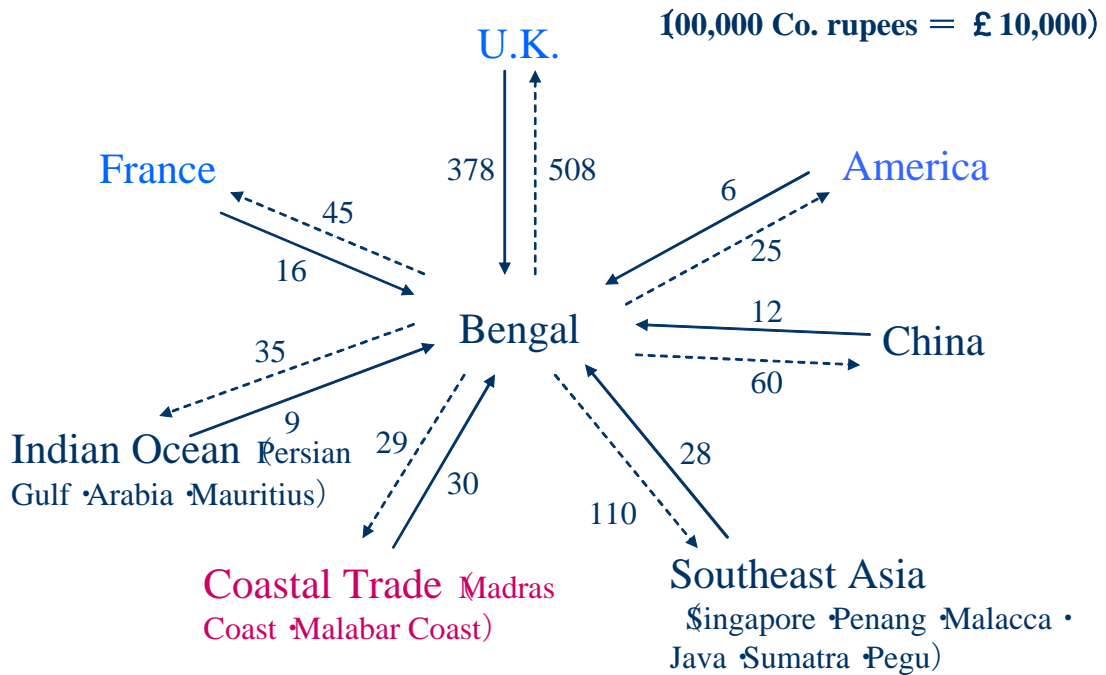 (100,000 Co. rupees = £10,000)
U.K.
France
America
378
508
6
45
25
16
12
Bengal
China
35
60
9
Indian Ocean (Persian
Gulf・Arabia・Mauritius)
29
28
30
110
Coastal Trade (Madras
Coast・Malabar Coast)
Southeast Asia
(Singapore・Penang・Malacca・
Java・Sumatra・Pegu)